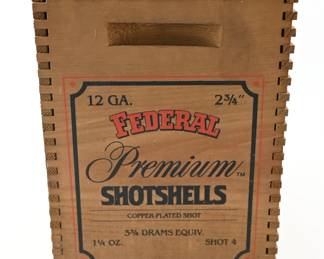 12 GA. 2¾"
FEDERAL
Premium™
SHOTSHELLS
COPPER PLATED SHOT
3¾ DRAMS EQUIV.
1¼ OZ. SHOT 4